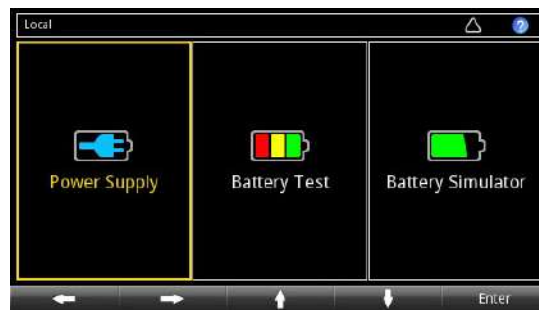 Local
?
Power Supply
Battery Test
Battery Simulator
Enter